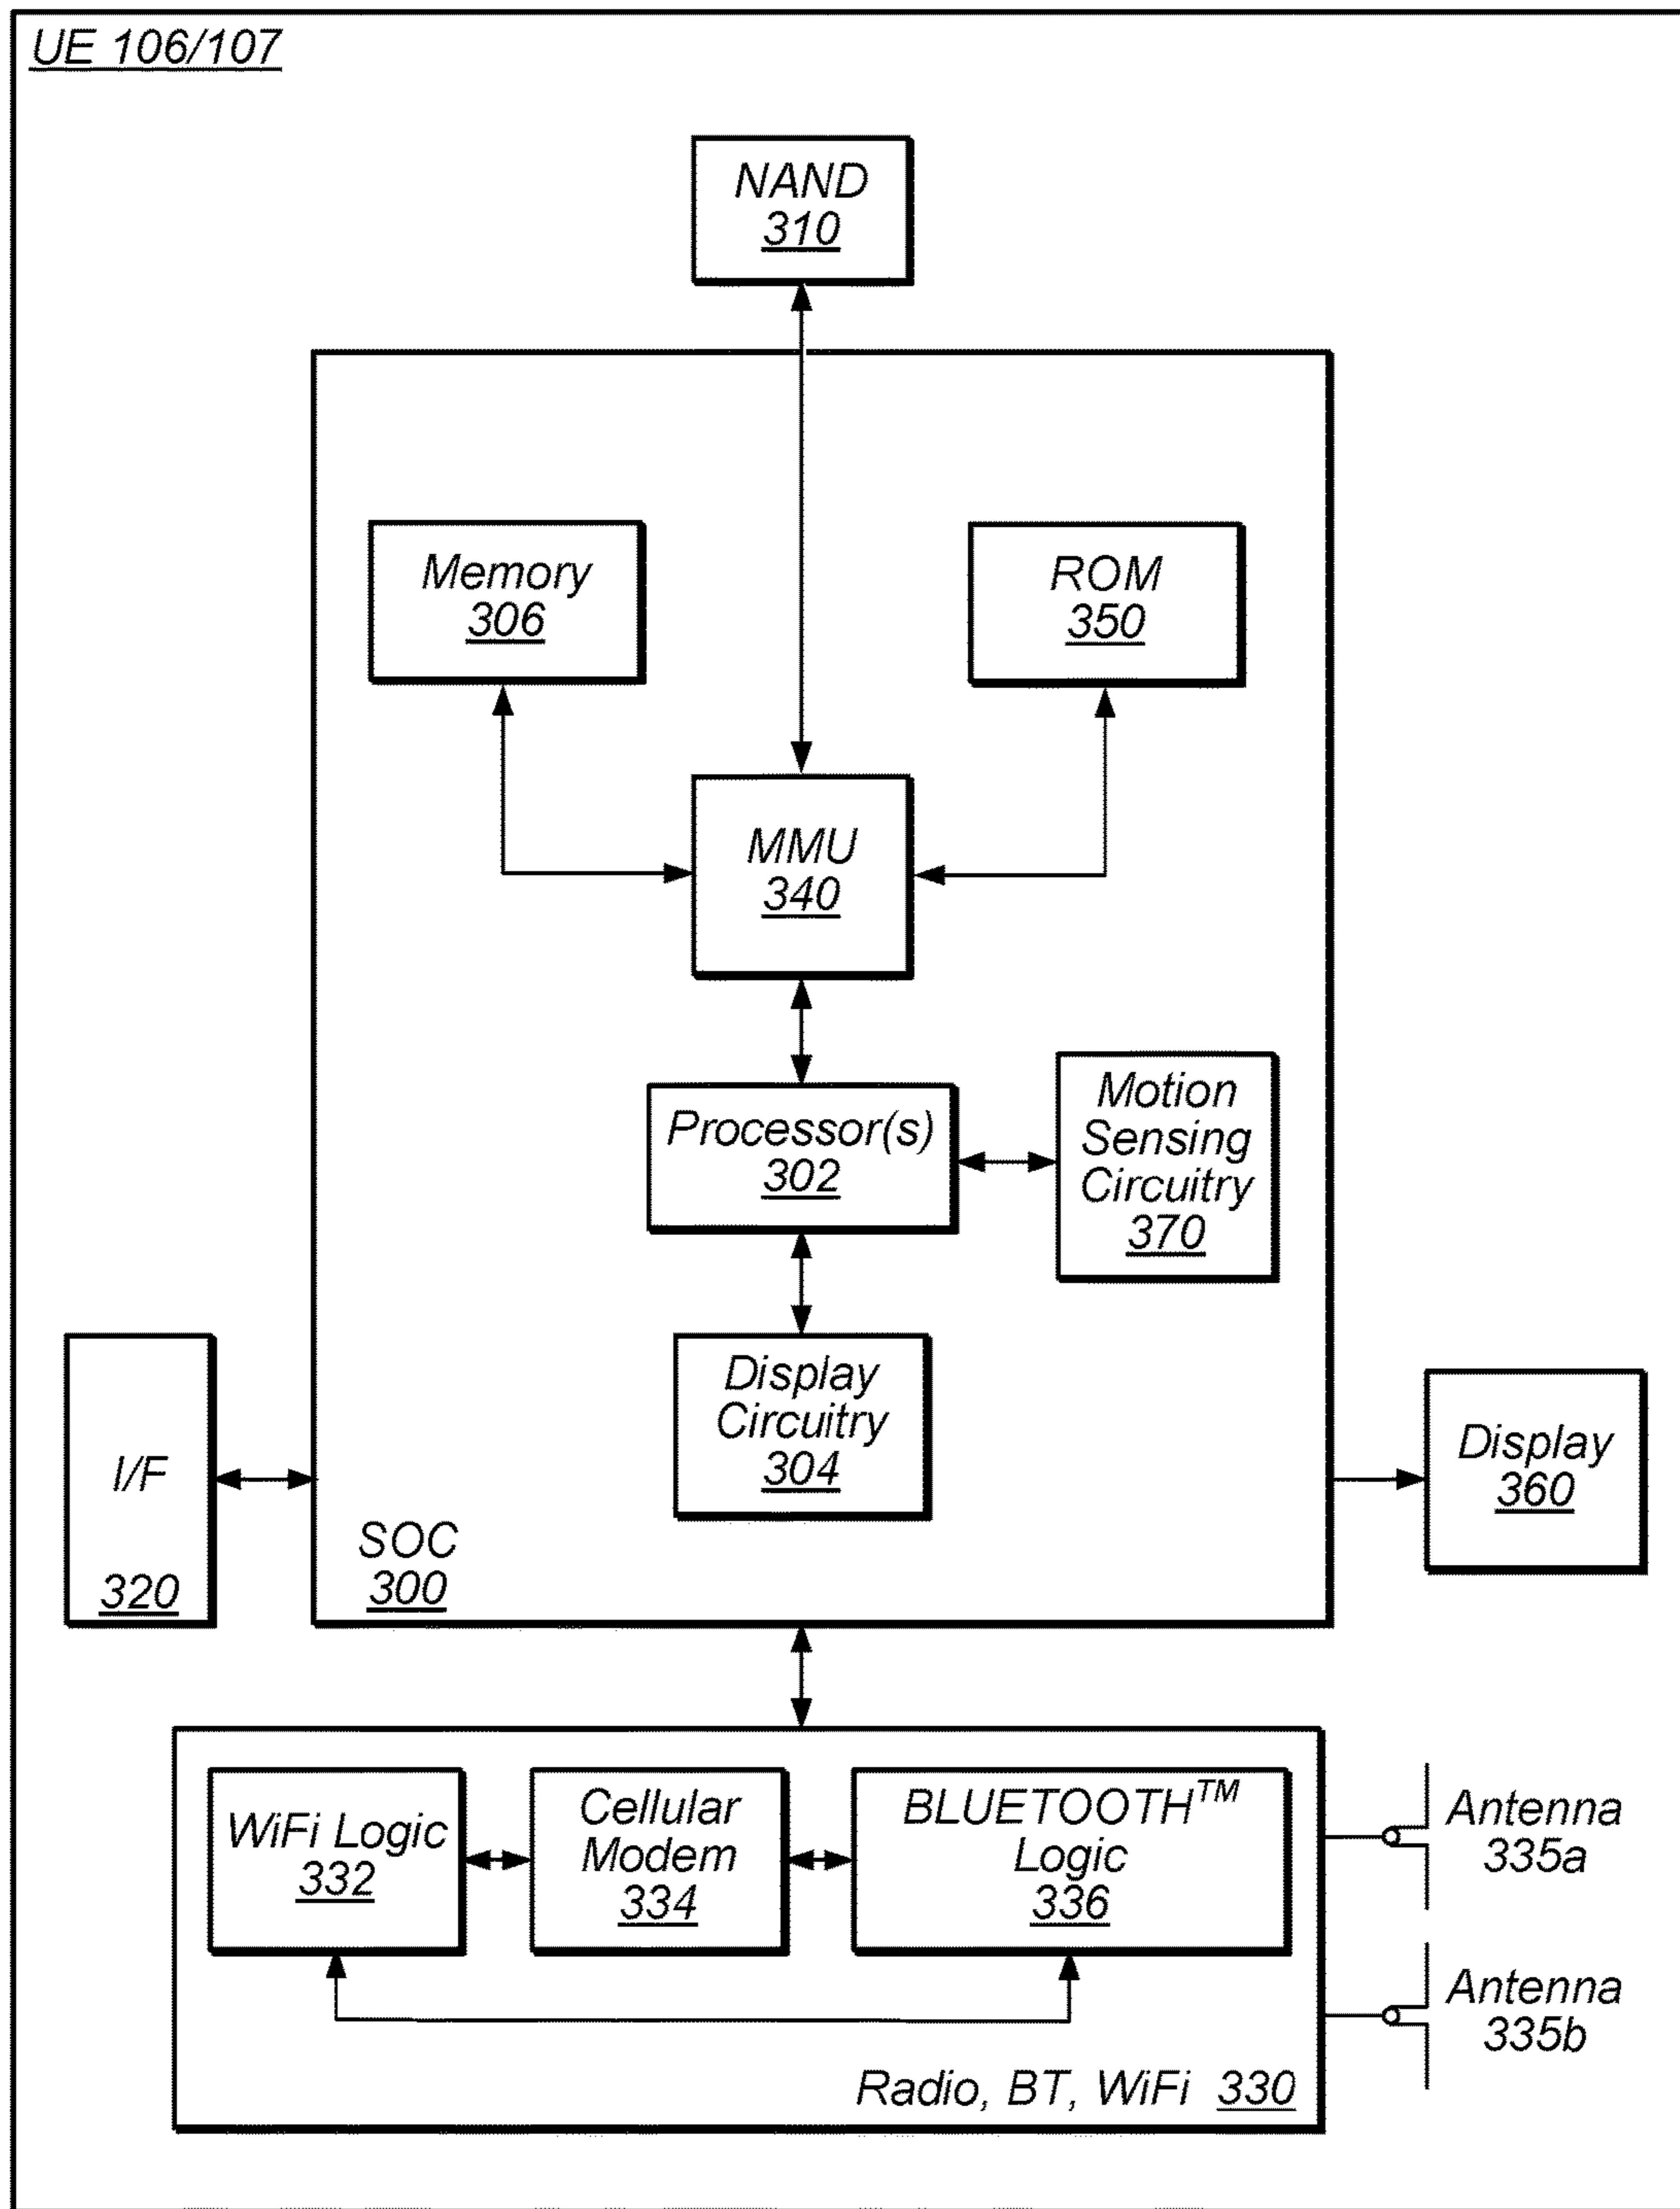 UE 106/107
NAND
310
Memory
306
ROM
350
MMU
340
Processor(s)
302
Motion
Sensing
Circuitry
370
Display
Circuitry
304
I/F
320
SOC
300
Display
360
WiFi Logic
332
Cellular
Modem
334
BLUETOOTH™
Logic
336
Antenna
335a
Antenna
335b
Radio, BT, WiFi 330